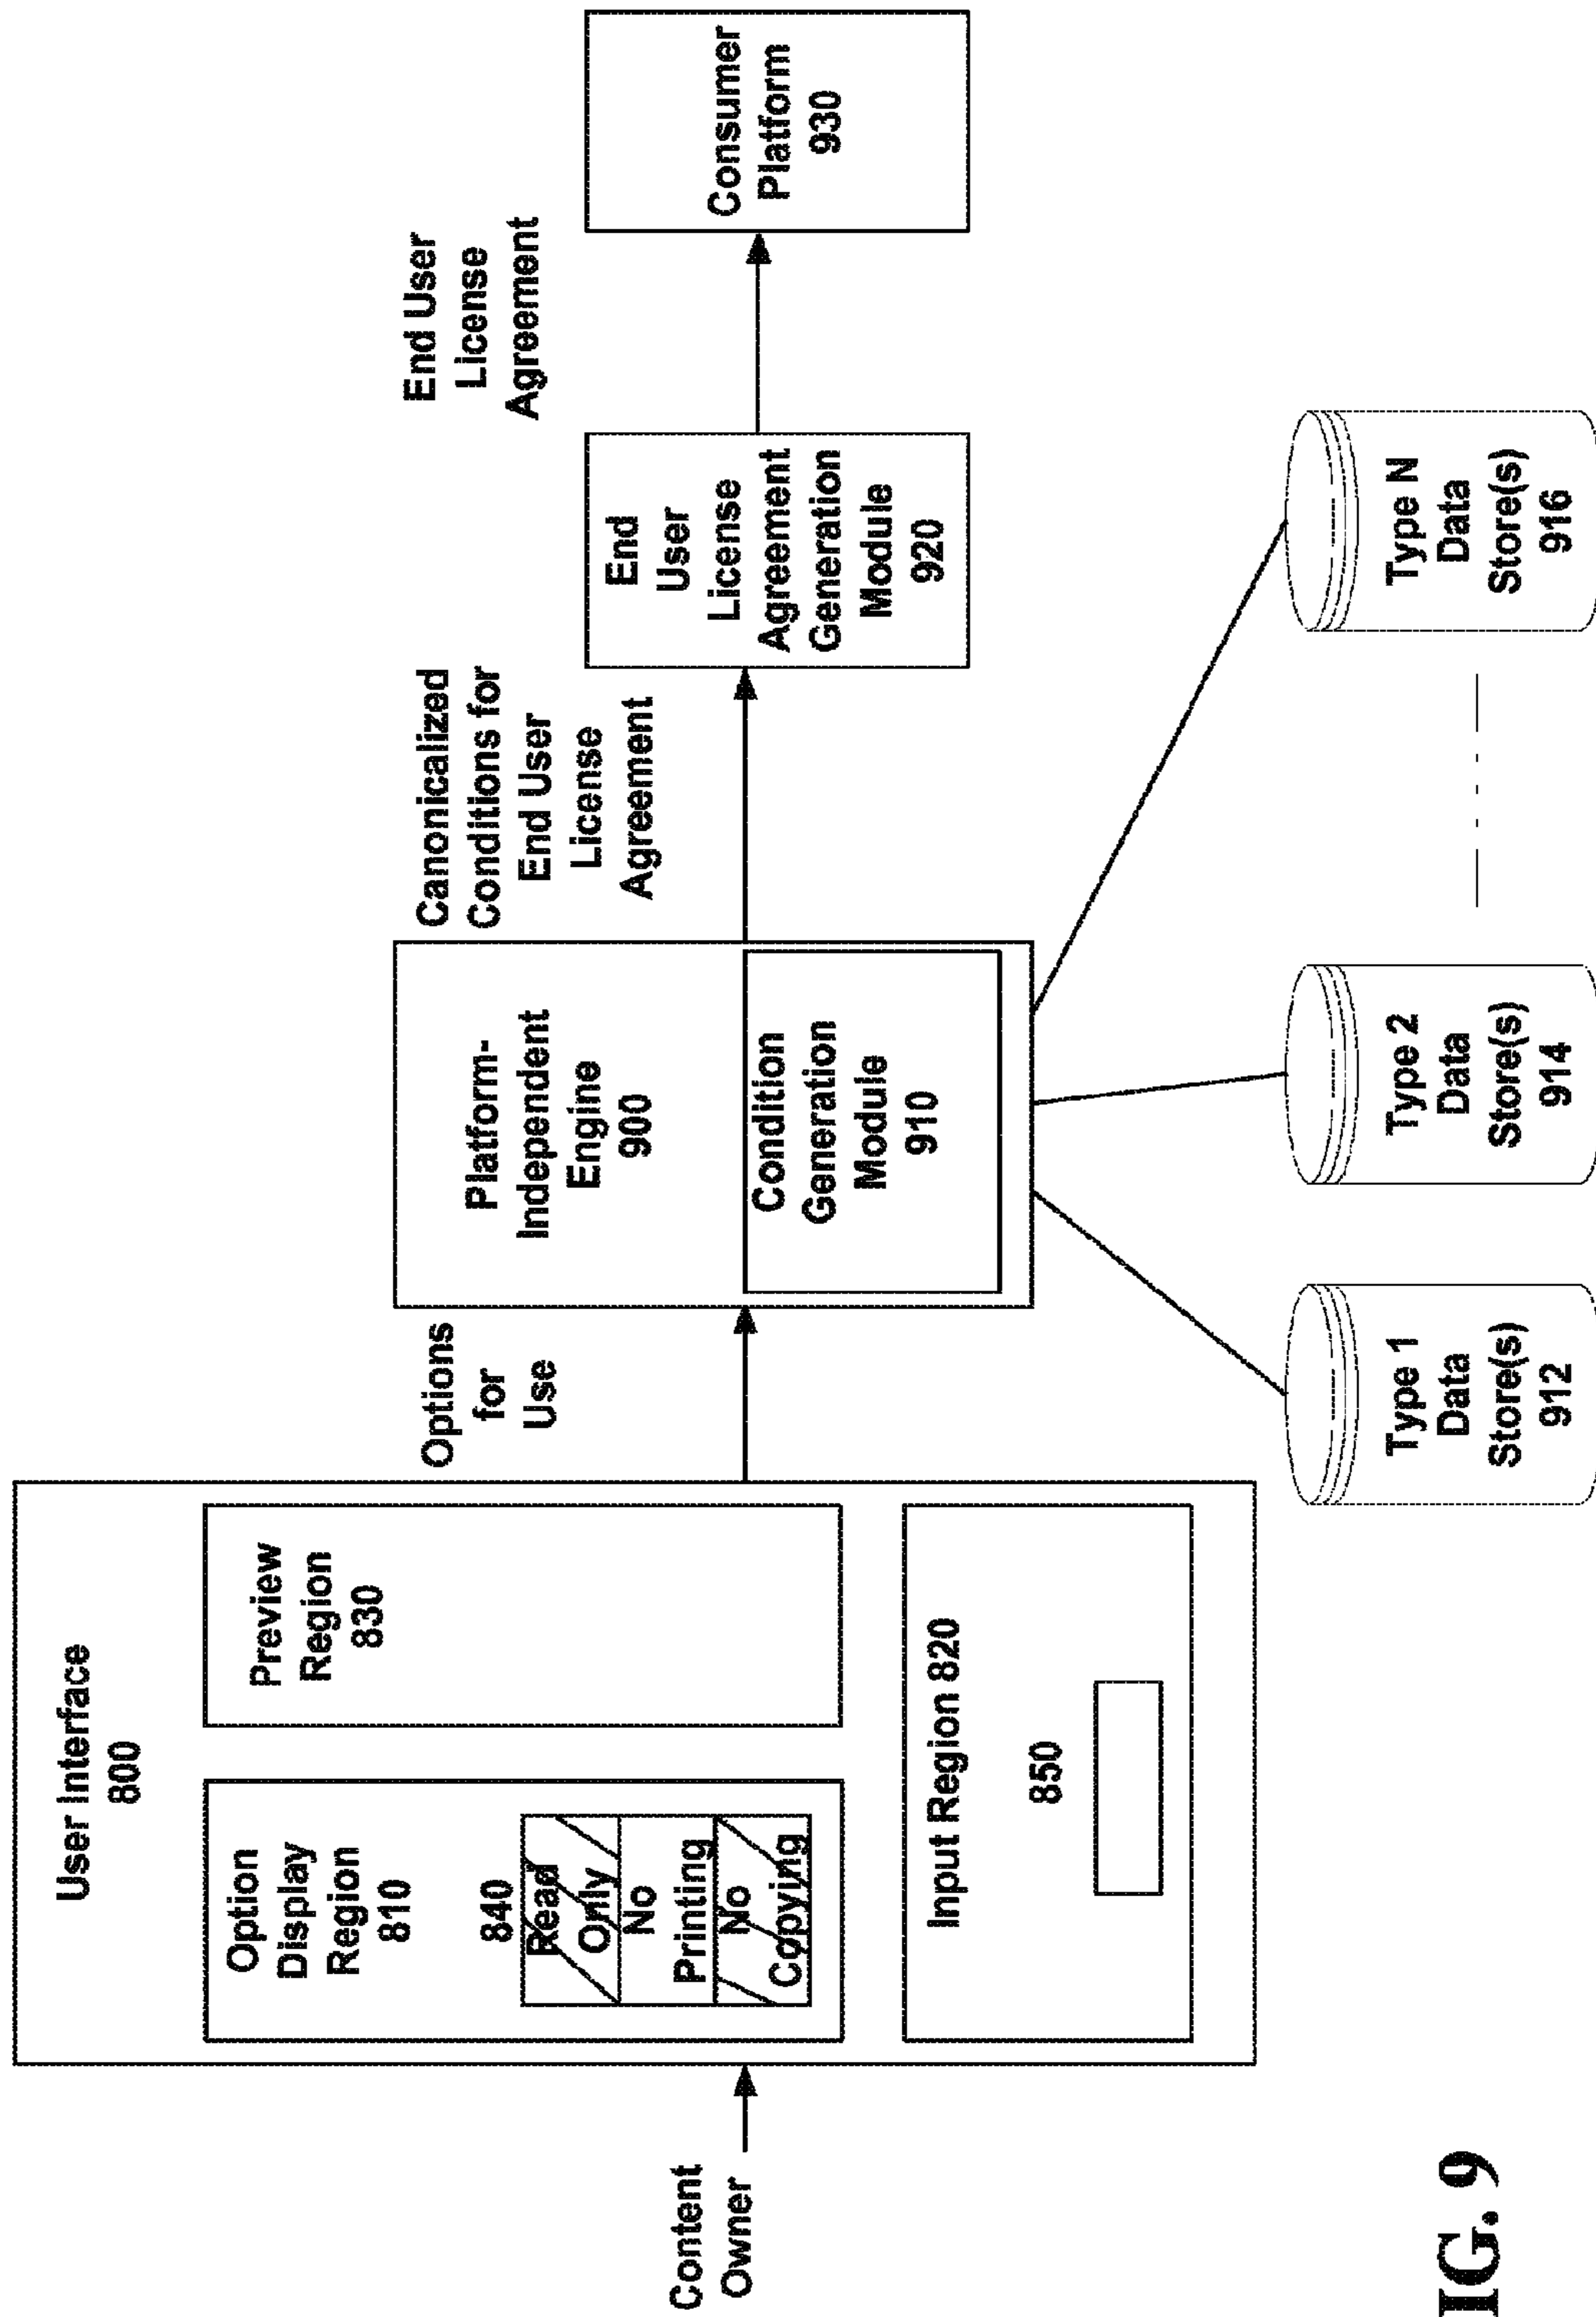 User Interface
800
Option
Display
Region
810
840
Read
Only
No
Printing
No
Copying
Preview
Region
830
Input Region 820
850
Content
Owner
Options
for
Use
Platform-
Independent
Engine
900
Condition
Generation
Module
910
Canonicalized
Conditions for
End User
License
Agreement
End
User
License
Agreement
Generation
Module
920
End User
License
Agreement
Consumer
Platform
930
Type 1
Data
Store(s)
912
Type 2
Data
Store(s)
914
Type N
Data
Store(s)
916
IG. 9